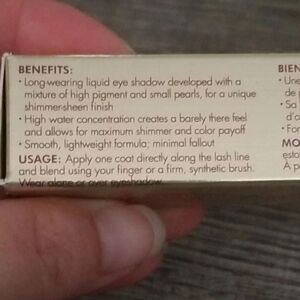 BENEFITS:
• Long-wearing liquid eye shadow developed with a
mixture of high pigment and small pearls, for a unique
shimmer-sheen finish
• High water concentration creates a barely there feel
and allows for maximum shimmer and color payoff
• Smooth, lightweight formula; minimal fallout
USAGE: Apply one coat directly along the lash line
and blend using your finger or a firm, synthetic brush.
Wear alone or over eyeshadow.
BIEN
• Une
de p
• Sa
d'a
• For
MO
esta
À p